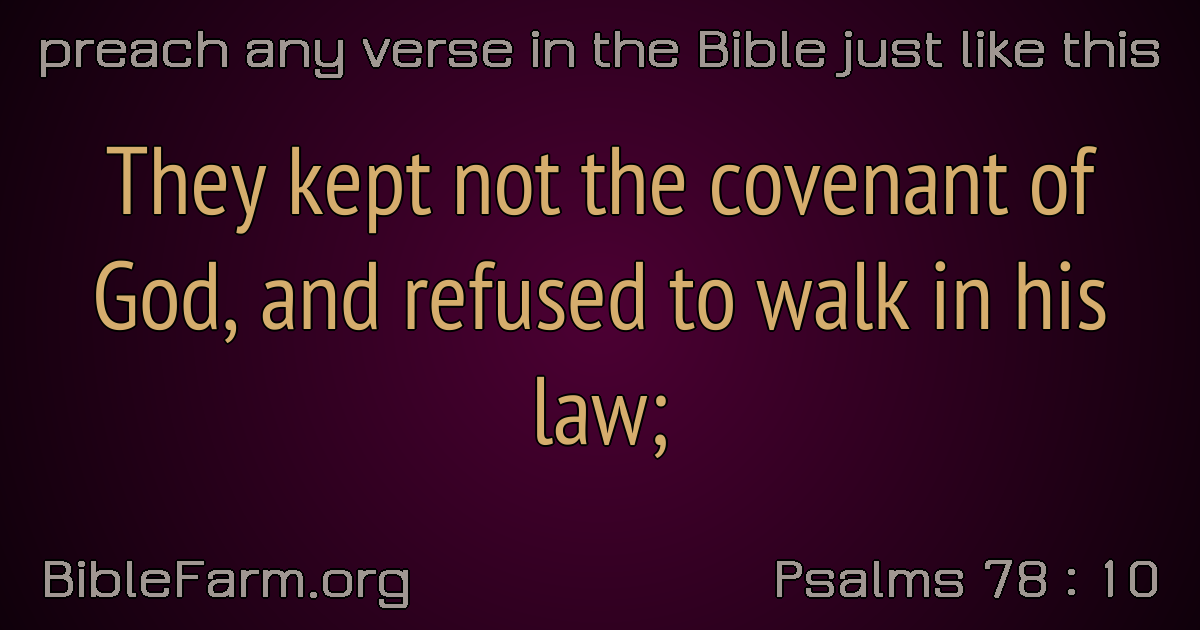 preach any verse in the Bible just like this
They kept not the covenant of
God, and refused to walk in his
law;
BibleFarm.org
Psalms 78 : 10